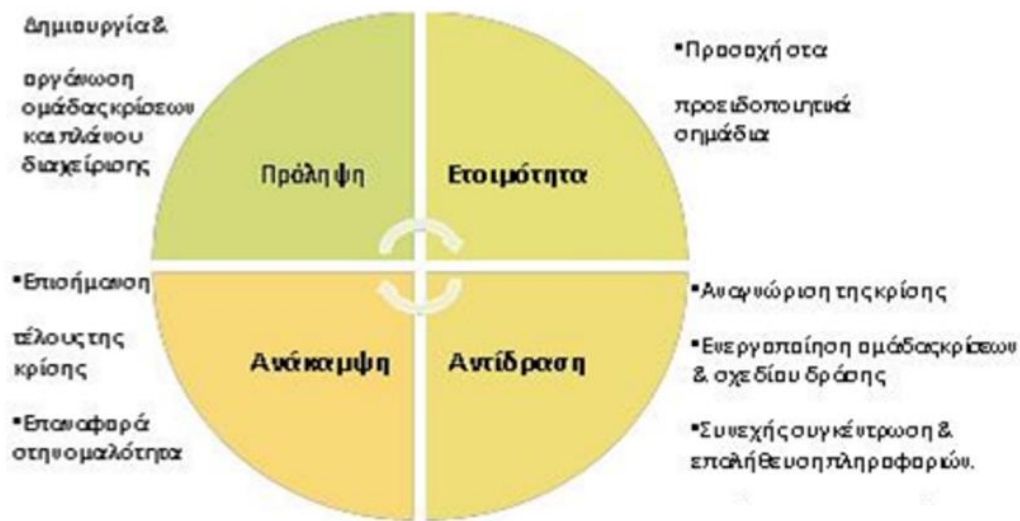 Δημιουργία &
οργάνωση
ομάδας κρίσεων
και πλάνου
διαχείρισης
Πρόληψη
Ετοιμότητα
▪Προσοχή στα
προειδοποιητικά
σημάδια
▪Επισήμανση
τέλους της
κρίσης
▪Επαναφορά
στην ομαλότητα
Ανάκαμψη
Αντίδραση
▪Αναγνώριση της κρίσης
▪Ενεργοποίηση ομάδας κρίσεων
& σχεδίου δράσης
▪Συνεχής συγκέντρωση &
επαλήθευση πληροφοριών.